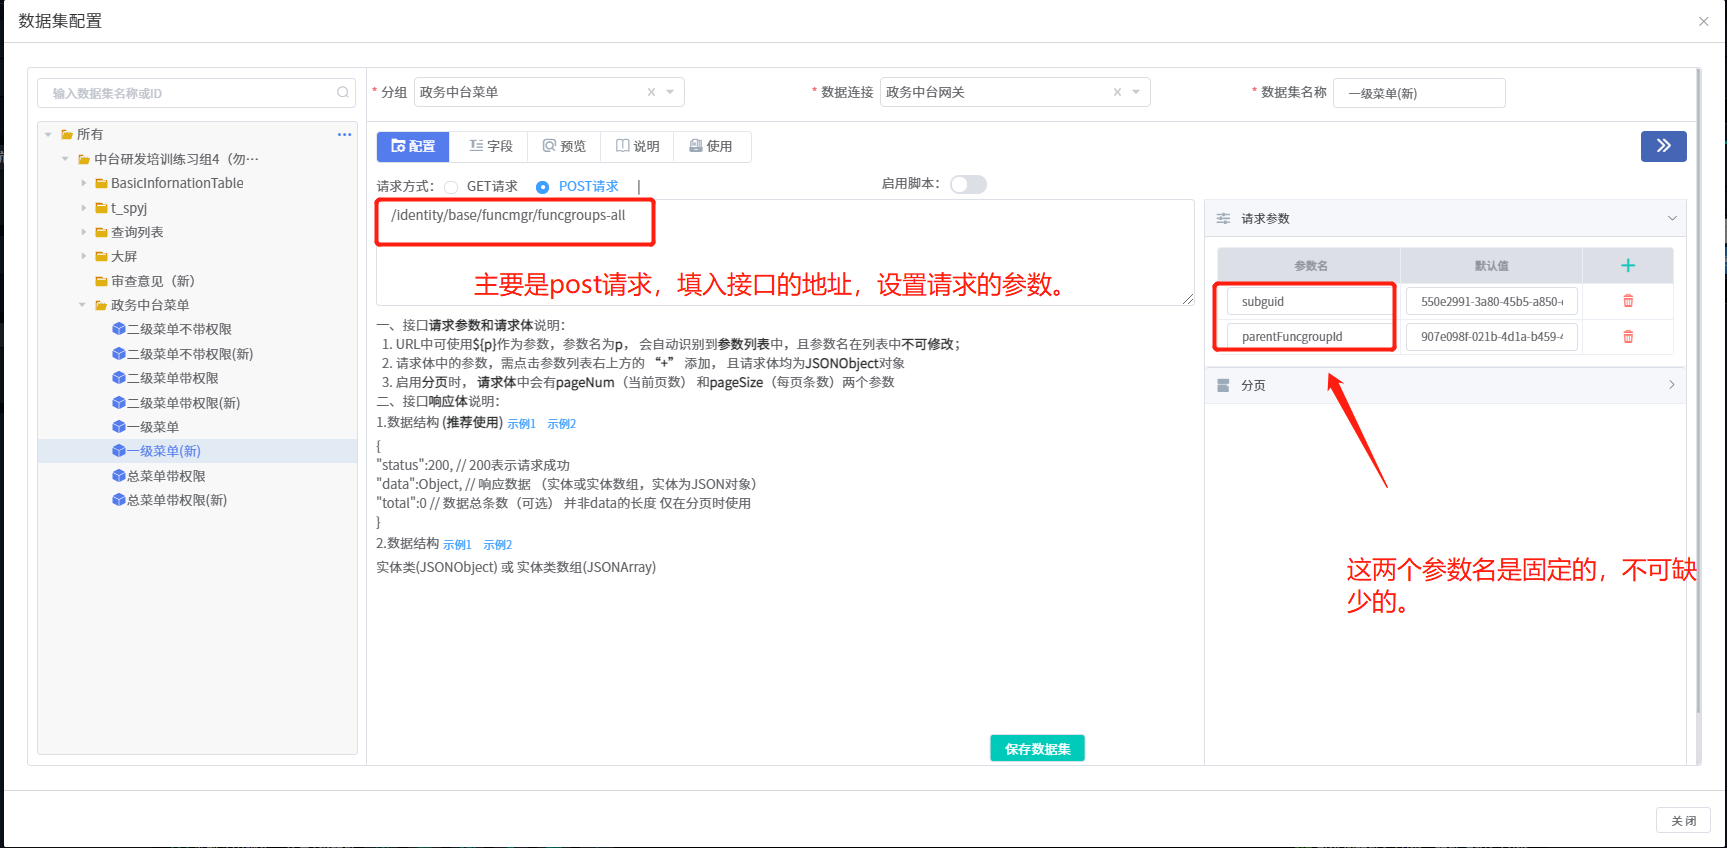 数据集配置
输入数据集名称或ID
所有
中台研发培训练习组4（勿···
BasicInfornationTable
t_spyj
查询列表
大屏
审查意见（新）
政务中台菜单
二级菜单不带权限
二级菜单不带权限(新)
二级菜单带权限
二级菜单带权限(新)
一级菜单
一级菜单(新)
总菜单带权限
总菜单带权限(新)
* 分组 政务中台菜单
* 数据连接 政务中台网关
* 数据集名称 一级菜单(新)
配置 字段 预览 说明 使用
请求方式： GET请求 POST请求 |
启用脚本：
/identity/base/funcmgr/funcgroups-all
主要是post请求，填入接口的地址，设置请求的参数。
一、接口请求参数和请求体说明：
1. URL中可使用${p}作为参数，参数名为p， 会自动识别到参数列表中，且参数名在列表中不可修改；
2. 请求体中的参数，需点击参数列表右上方的 “+” 添加， 且请求体均为JSONObject对象
3. 启用分页时， 请求体中会有pageNum（当前页数） 和pageSize（每页条数）两个参数
二、接口响应体说明：
1.数据结构 (推荐使用) 示例1 示例2
{
"status":200, // 200表示请求成功
"data":Object, // 响应数据 （实体或实体数组，实体为JSON对象）
"total":0 // 数据总条数（可选） 并非data的长度 仅在分页时使用
}
2.数据结构 示例1 示例2
实体类(JSONObject) 或 实体类数组(JSONArray)
保存数据集
请求参数
参数名 默认值
subguid 550e2991-3a80-45b5-a850-
parentFuncgroupId 907e098f-021b-4d1a-b459-
分页
这两个参数名是固定的，不可缺
少的。
关 闭